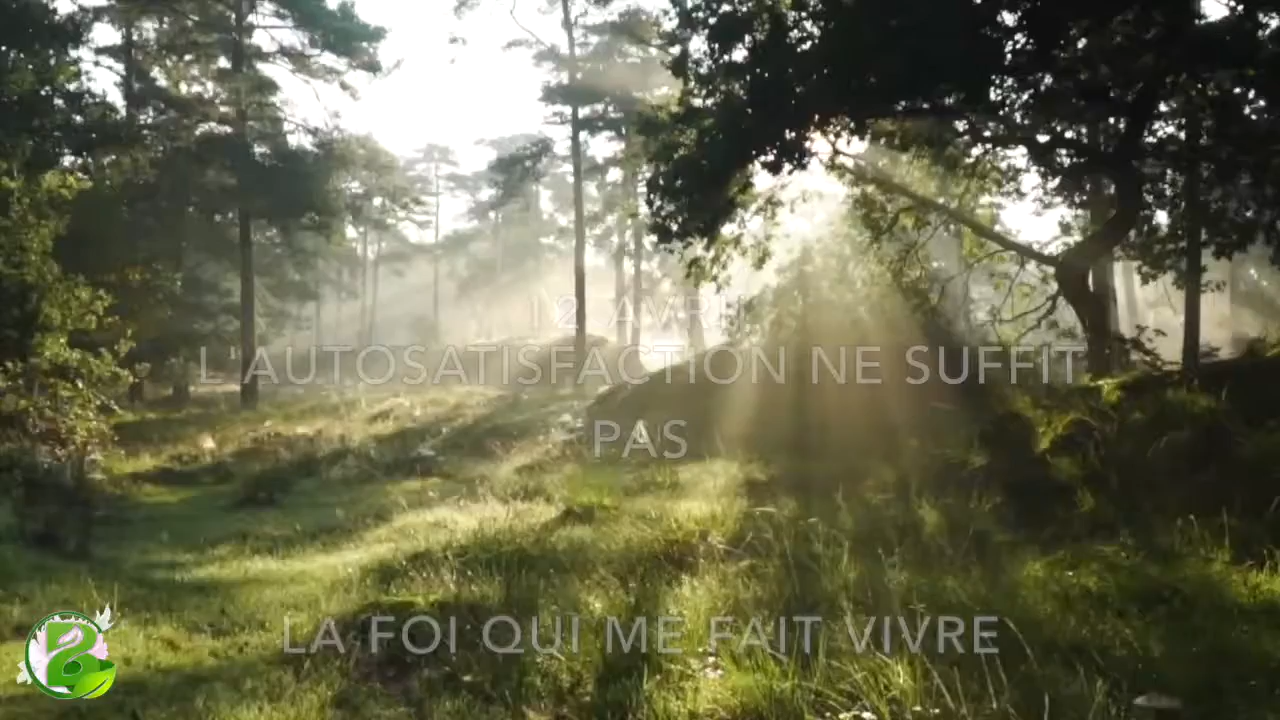 12 AVRIL
L'AUTOSATISFACTION NE SUFFIT
PAS
LA FOI QUI ME FAIT VIVRE
B